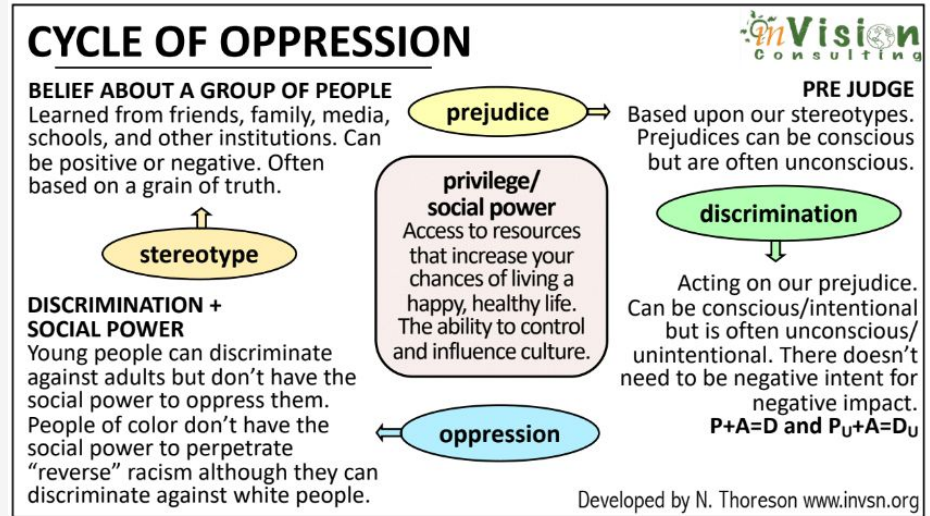 CYCLE OF OPPRESSION
inVision
Consulting
BELIEF ABOUT A GROUP OF PEOPLE
Learned from friends, family, media,
schools, and other institutions. Can
be positive or negative. Often
based on a grain of truth.
prejudice
PRE JUDGE
Based upon our stereotypes.
Prejudices can be conscious
but are often unconscious.
privilege/
social power
Access to resources
that increase your
chances of living a
happy, healthy life.
The ability to control
and influence culture.
stereotype
discrimination
DISCRIMINATION +
SOCIAL POWER
Young people can discriminate
against adults but don’t have the
social power to oppress them.
People of color don’t have the
social power to perpetrate
“reverse” racism although they can
discriminate against white people.
Acting on our prejudice.
Can be conscious/intentional
but is often unconscious/
unintentional. There doesn’t
need to be negative intent for
negative impact.
P+A=D and PU+A=DU
oppression
Developed by N. Thoreson www.invsn.org